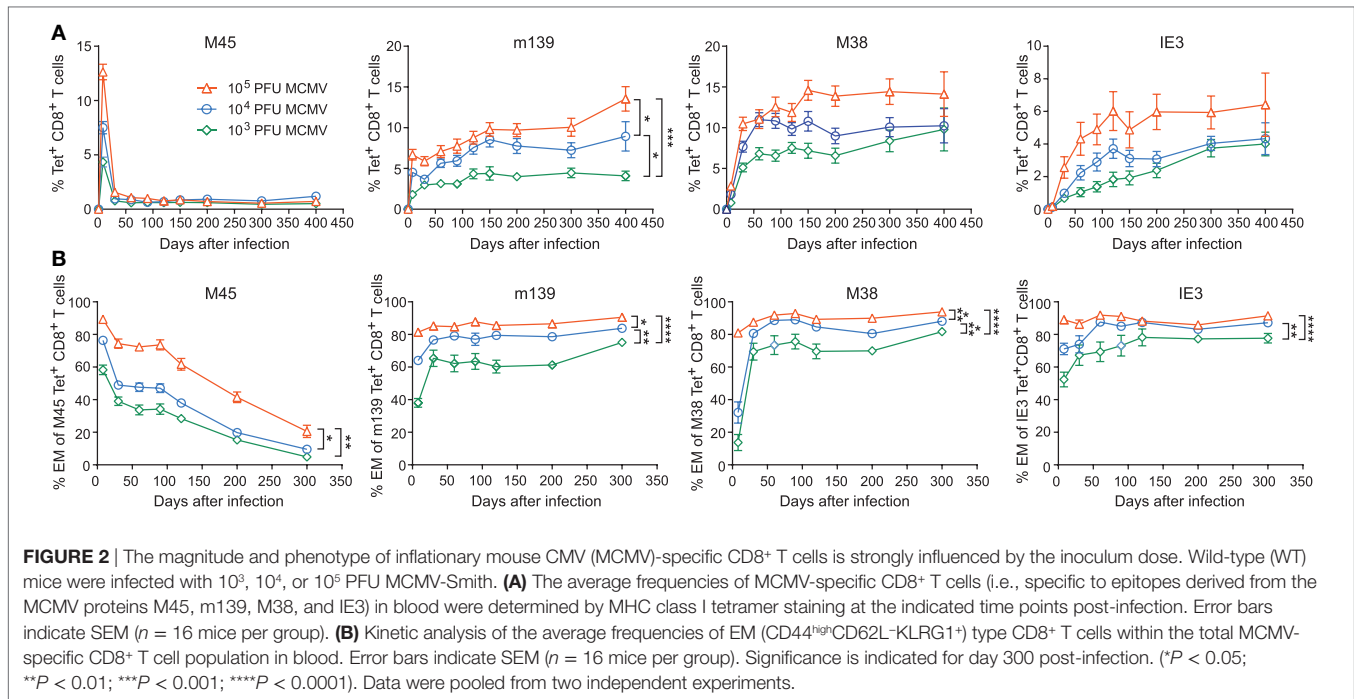 A
M45
% Tet⁺ CD8⁺ T cells
15
10
5
0
10⁵ PFU MCMV
10⁴ PFU MCMV
10³ PFU MCMV
0 50 100 150 200 250 300 350 400 450
Days after infection
m139
% Tet⁺ CD8⁺ T cells
20
15
10
5
0
*
*
***
0 50 100 150 200 250 300 350 400 450
Days after infection
M38
% Tet⁺ CD8⁺ T cells
20
15
10
5
0
0 50 100 150 200 250 300 350 400 450
Days after infection
IE3
% Tet⁺ CD8⁺ T cells
10
8
6
4
2
0
0 50 100 150 200 250 300 350 400 450
Days after infection
B
M45
% EM of M45 Tet⁺ CD8⁺ T cells
100
80
60
40
20
0
*
**
0 50 100 150 200 250 300 350
Days after infection
m139
% EM of m139 Tet⁺ CD8⁺ T cells
100
80
60
40
20
0
*
**
****
0 50 100 150 200 250 300 350
Days after infection
M38
% EM of M38 Tet⁺ CD8⁺ T cells
100
80
60
40
20
0
***
***
****
0 50 100 150 200 250 300 350
Days after infection
IE3
% EM of IE3 Tet⁺CD8⁺ T cells
100
80
60
40
20
0
**
****
0 50 100 150 200 250 300 350
Days after infection
FIGURE 2 | The magnitude and phenotype of inflationary mouse CMV (MCMV)-specific CD8⁺ T cells is strongly influenced by the inoculum dose. Wild-type (WT)
mice were infected with 10³, 10⁴, or 10⁵ PFU MCMV-Smith. (A) The average frequencies of MCMV-specific CD8⁺ T cells (i.e., specific to epitopes derived from the
MCMV proteins M45, m139, M38, and IE3) in blood were determined by MHC class I tetramer staining at the indicated time points post-infection. Error bars
indicate SEM (n = 16 mice per group). (B) Kinetic analysis of the average frequencies of EM (CD44ʰⁱᵍʰCD62L⁻KLRG1⁺) type CD8⁺ T cells within the total MCMV-
specific CD8⁺ T cell population in blood. Error bars indicate SEM (n = 16 mice per group). Significance is indicated for day 300 post-infection. (*P < 0.05;
**P < 0.01; ***P < 0.001; ****P < 0.0001). Data were pooled from two independent experiments.